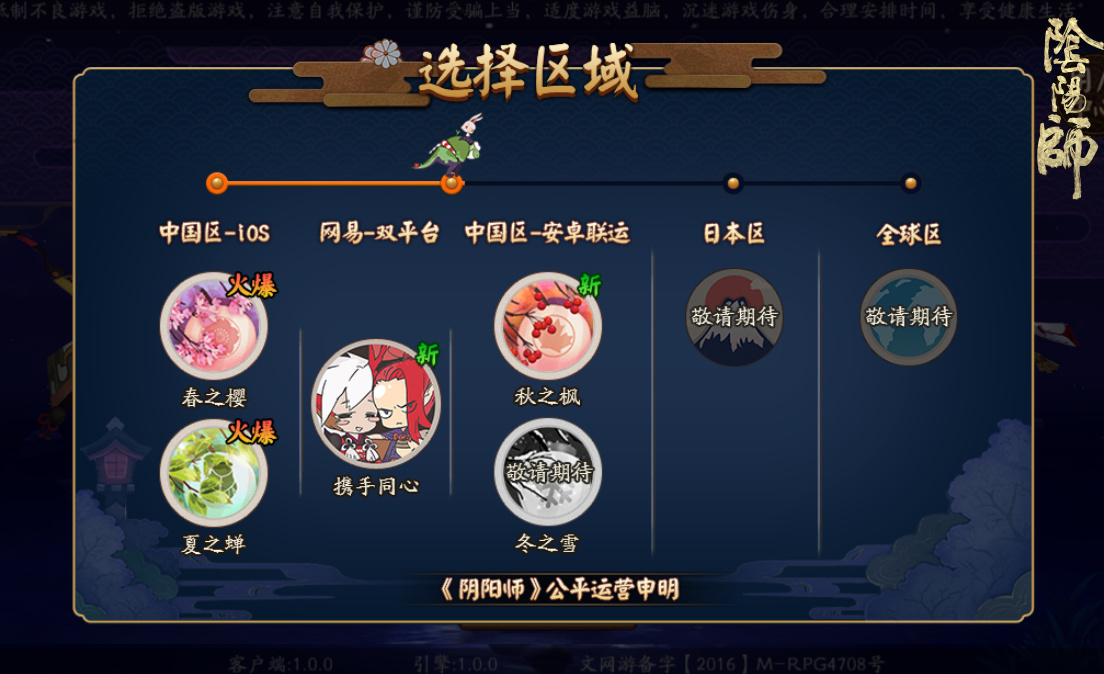 抵制不良游戏，拒绝盗版游戏，注意自我保护，谨防受骗上当，适度游戏益脑，沉迷游戏伤身，合理安排时间，享受健康生活
陰陽師
选择区域
中国区-iOS
网易-双平台
中国区-安卓联运
日本区
全球区
火爆
春之樱
火爆
夏之蝉
新
携手同心
新
秋之枫
敬请期待
冬之雪
敬请期待
敬请期待
《阴阳师》公平运营申明
客户端:1.0.0
引擎:1.0.0
文网游备字【2016】M-RPG4708号